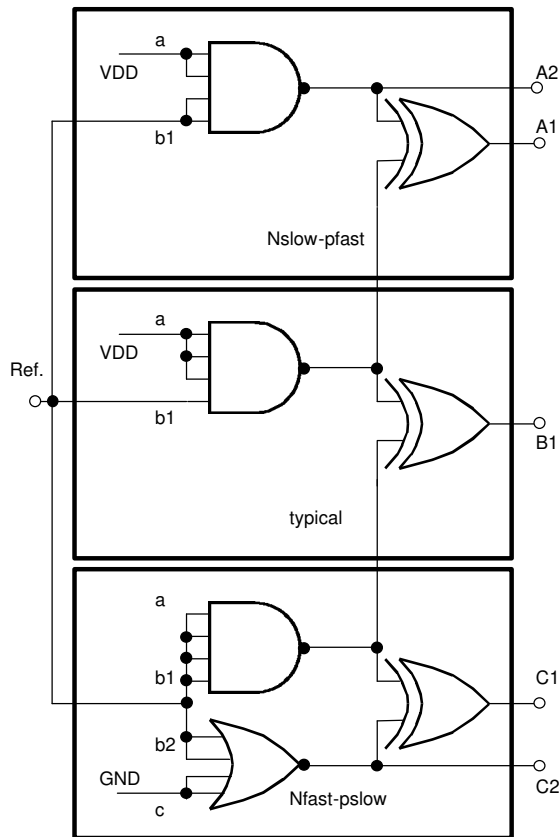 a
VDD
b1
A2
A1
Nslow-pfast
a
VDD
Ref.
b1
B1
typical
a
b1
C1
b2
GND
C2
Nfast-pslow
c